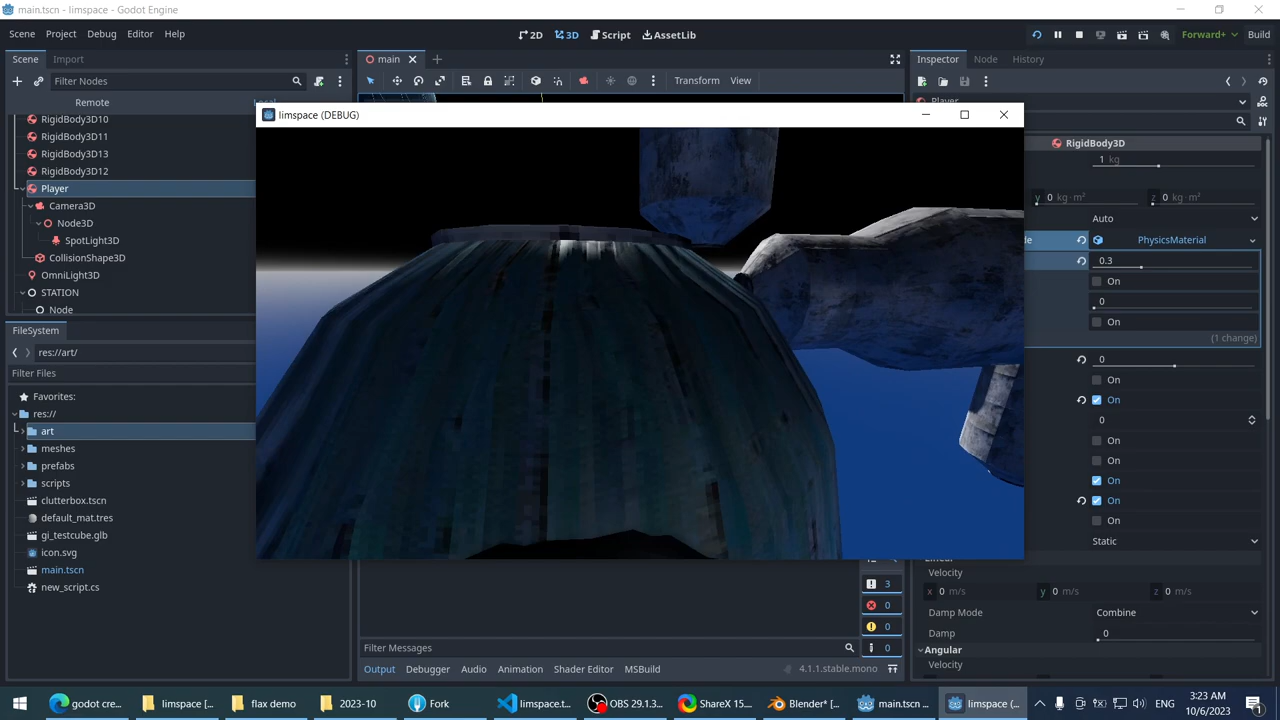 main.tscn - limspace - Godot Engine
Scene Project Debug Editor Help
2D 3D Script AssetLib
Forward+ Build
Scene Import
main
Inspector Node History
Filter Nodes
Transform View
Remote Local
Player
limspace (DEBUG)
RigidBody3D10
RigidBody3D11
RigidBody3D13
RigidBody3D12
Player
Camera3D
Node3D
SpotLight3D
CollisionShape3D
OmniLight3D
STATION
Node
RigidBody3D
1 kg
y 0 kg·m² z 0 kg·m²
Auto
PhysicsMaterial
0.3
On
0
On
(1 change)
0
On
On
0
On
On
On
On
On
Static
Linear
Velocity
x 0 m/s y 0 m/s z 0 m/s
Damp Mode Combine
Damp 0
Angular
Velocity
FileSystem
res://art/
Filter Files
Favorites:
res://
art
meshes
prefabs
scripts
clutterbox.tscn
default_mat.tres
gi_testcube.glb
icon.svg
main.tscn
new_script.cs
3
0
0
0
Filter Messages
Output Debugger Audio Animation Shader Editor MSBuild
4.1.1.stable.mono
godot cre... limspace [... flax demo 2023-10 Fork limspace.t... OBS 29.1.3... ShareX 15.... Blender* ... main.tscn ... limspace (...
ENG
3:23 AM
10/6/2023
1